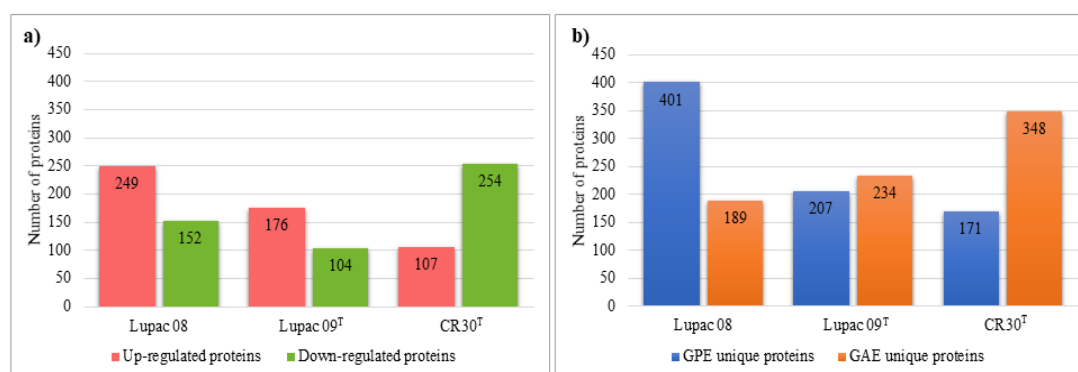 a)
Number of proteins
450
400
350
300
250
200
150
100
50
0
249
152
176
104
107
254
Lupac 08
Lupac 09ᵀ
CR30ᵀ
Up-regulated proteins
Down-regulated proteins
b)
Number of proteins
450
400
350
300
250
200
150
100
50
0
401
189
207
234
171
348
Lupac 08
Lupac 09ᵀ
CR30ᵀ
GPE unique proteins
GAE unique proteins